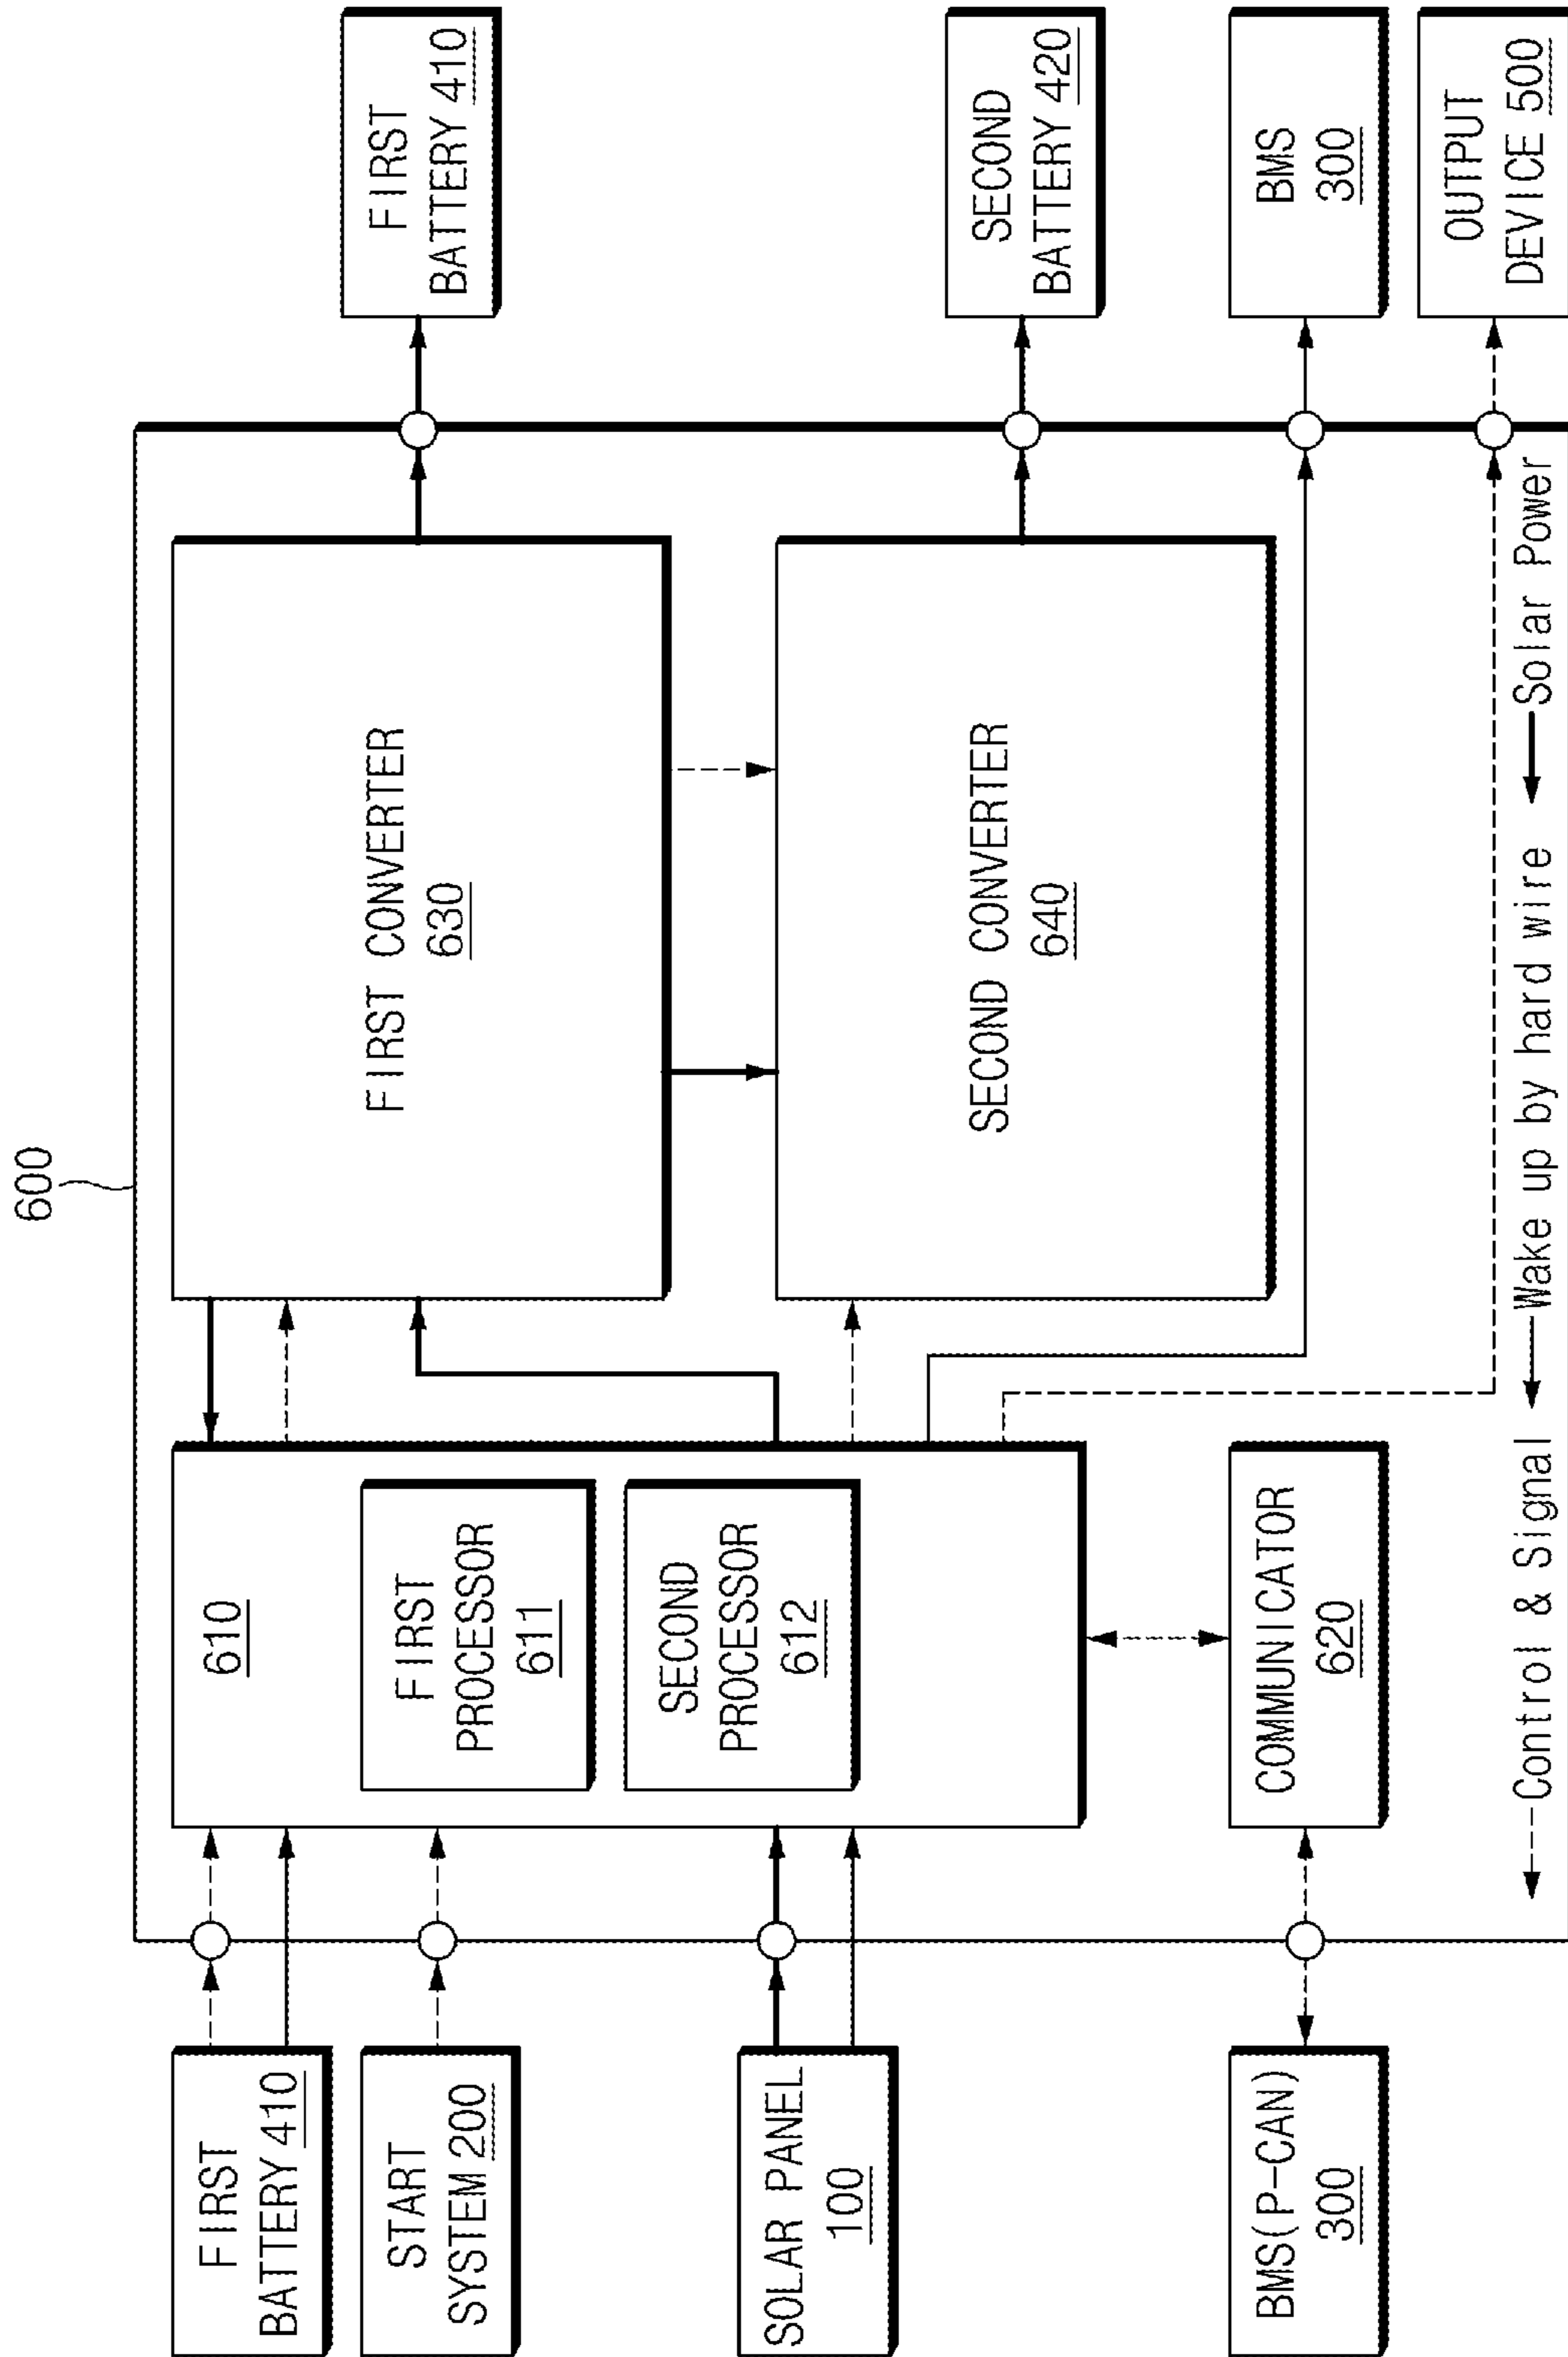 600
FIRST
BATTERY 410
START
SYSTEM 200
SOLAR PANEL
100
BMS(P-CAN)
300
610
FIRST
PROCESSOR
611
SECOND
PROCESSOR
612
COMMUNICATOR
620
FIRST CONVERTER
630
SECOND CONVERTER
640
FIRST
BATTERY 410
SECOND
BATTERY 420
BMS
300
OUTPUT
DEVICE 500
Control & Signal
Wake up by hard wire
Solar Power